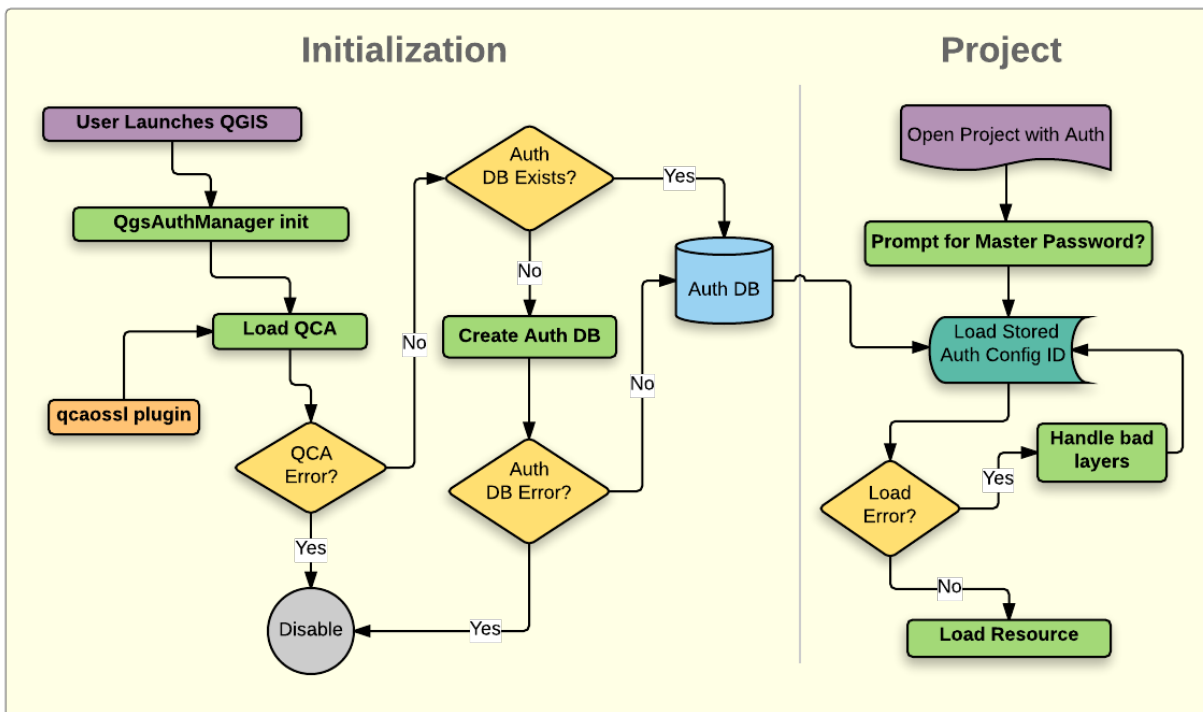 Initialization
Project
User Launches QGIS
Auth
DB Exists?
Yes
Open Project with Auth
QgsAuthManager init
Prompt for Master Password?
No
Auth DB
Load QCA
No
Create Auth DB
Load Stored
Auth Config ID
No
qcaossl plugin
QCA
Error?
Auth
DB Error?
Handle bad
layers
Yes
Load
Error?
Yes
No
Disable
Yes
Load Resource